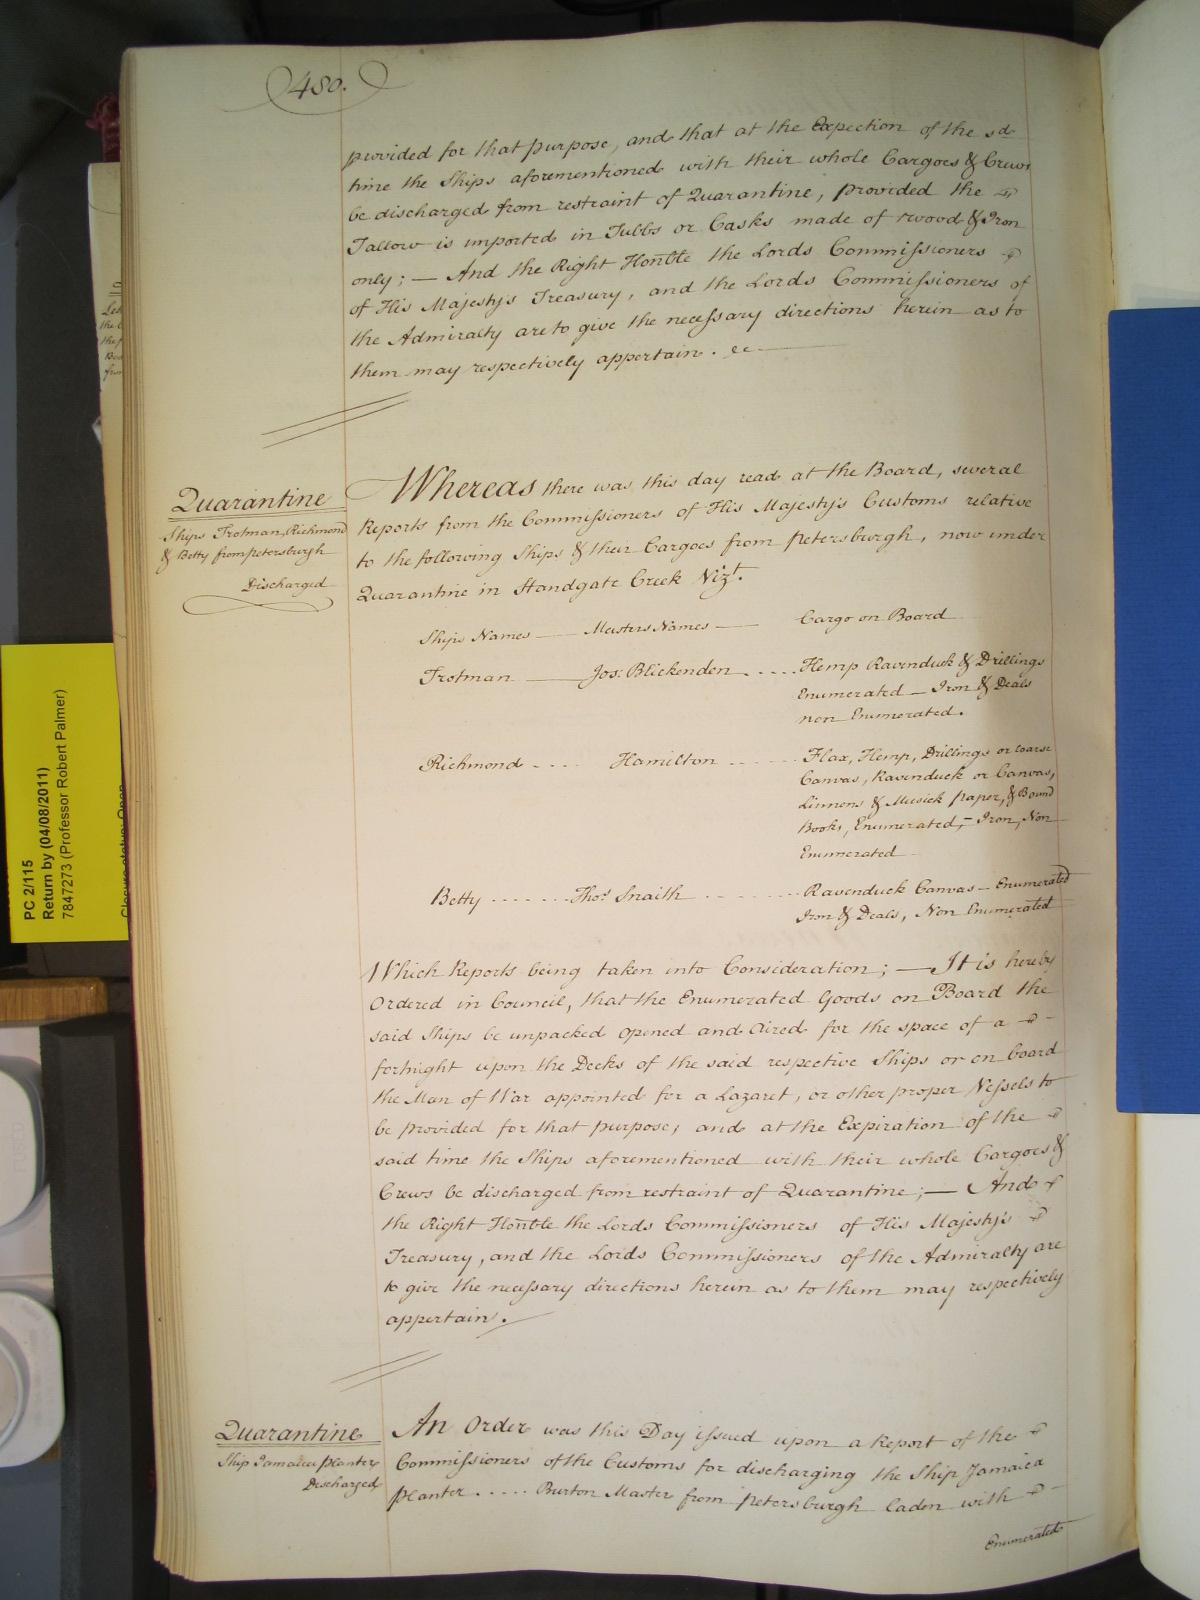 480.
provided for that purpose, and that at the Expection of the sd.
time the Ships aforementioned with their whole Cargoes & Crews
be discharged from restraint of Quarantine, provided the
Tallow is imported in Tubbs or Casks made of wood & Iron
only; — And the Right Honble the Lords Commissioners
of His Majesty's Treasury, and the Lords Commissioners of
the Admiralty are to give the necessary directions herein as to
them may respectively appertain. &c
Quarantine
Ships Trotman, Richmond
& Betty from petersburgh
Discharged
Whereas there was this day read at the Board, several
Reports from the Commissioners of His Majesty's Customs relative
to the following Ships & their Cargoes from petersburgh, now under
Quarantine in Standgate Creek Vizt.
Ships Names — Masters Names — Cargo on Board
Trotman — Jos: Blickenden .... Hemp Ravenduck & Drillings
Enumerated — Iron & Deals
non Enumerated.
Richmond .... Hamilton ..... Flax, Hemp, Drillings or coarse
Canvas, Ravenduck or Canvas,
Linnens & Musick paper, & Bound
Books, Enumerated, — Iron, Non
Enumerated
Betty ....... Thos. Snaith ........ Ravenduck Canvas — Enumerated
Iron & Deals, Non Enumerated
Which Reports being taken into Consideration; — It is hereby
Ordered in Council, that the Enumerated Goods on Board the
said Ships be unpacked opened and Aired for the space of a
fortnight upon the Decks of the said respective Ships or on board
the Man of War appointed for a Lazaret, or other proper Vessels to
be provided for that purpose; and at the Expiration of the
said time the Ships aforementioned with their whole Cargoes &
Crews be discharged from restraint of Quarantine; — And
the Right Honble the Lords Commissioners of His Majesty's
Treasury, and the Lords Commissioners of the Admiralty are
to give the necessary directions herein as to them may respectively
appertain.
Quarantine
Ship Jamaica planter
Discharged
An Order was this Day issued upon a Report of the
Commissioners of the Customs for discharging the Ship Jamaica
planter ..... Burton Master from petersburgh laden with
Enumerated
PC 2/115
Return by (04/08/2011)
7847273 (Professor Robert Palmer)